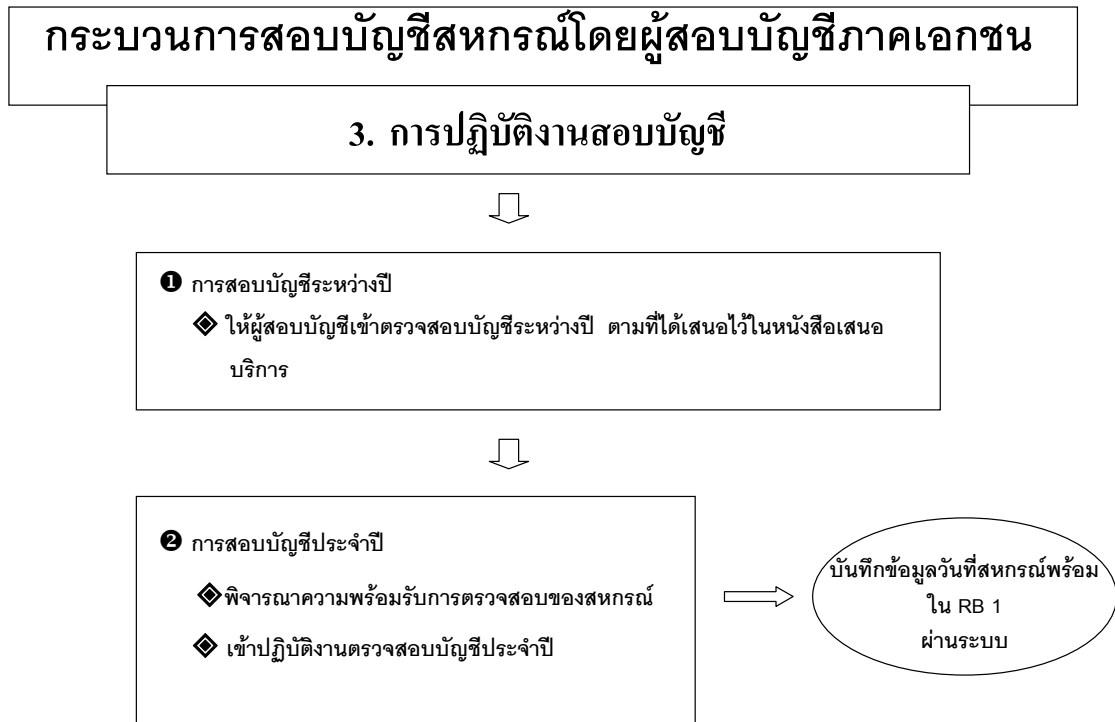 กระบวนการสอบบัญชีสหกรณ์โดยผู้สอบบัญชีภาคเอกชน
3. การปฏิบัติงานสอบบัญชี
❶ การสอบบัญชีระหว่างปี
◈ ให้ผู้สอบบัญชีเข้าตรวจสอบบัญชีระหว่างปี ตามที่ได้เสนอไว้ในหนังสือเสนอ
บริการ
❷ การสอบบัญชีประจำปี
◈พิจารณาความพร้อมรับการตรวจสอบของสหกรณ์
◈ เข้าปฏิบัติงานตรวจสอบบัญชีประจำปี
บันทึกข้อมูลวันที่สหกรณ์พร้อม
ใน RB 1
ผ่านระบบ